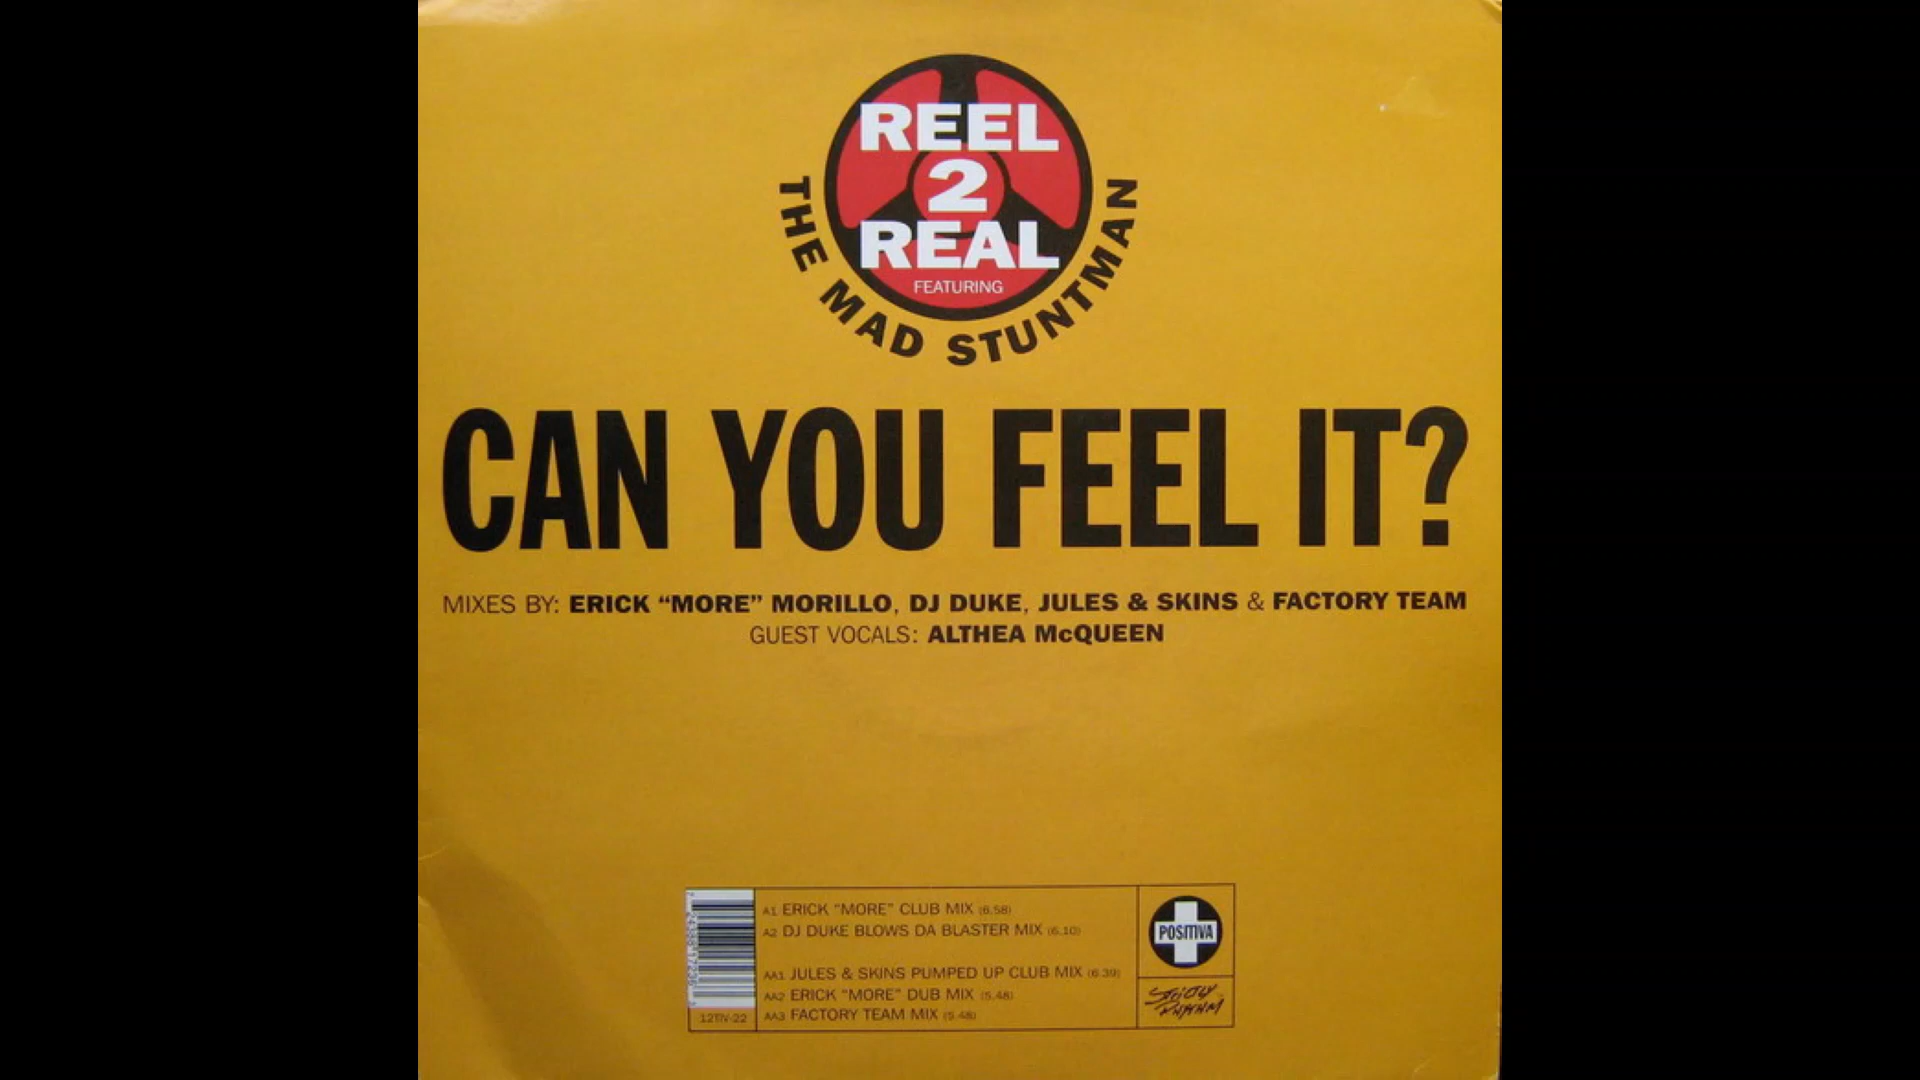 REEL
2
REAL
FEATURING
THE MAD STUNTMAN
CAN YOU FEEL IT?
MIXES BY: ERICK “MORE” MORILLO, DJ DUKE, JULES & SKINS & FACTORY TEAM
GUEST VOCALS: ALTHEA McQUEEN
A1 ERICK “MORE” CLUB MIX (6.58)
A2 DJ DUKE BLOWS DA BLASTER MIX (6.10)
AA1 JULES & SKINS PUMPED UP CLUB MIX (6.39)
AA2 ERICK “MORE” DUB MIX (5.48)
AA3 FACTORY TEAM MIX (5.48)
12TIV-22
POSITIVA
STRICTLY
RHYTHM